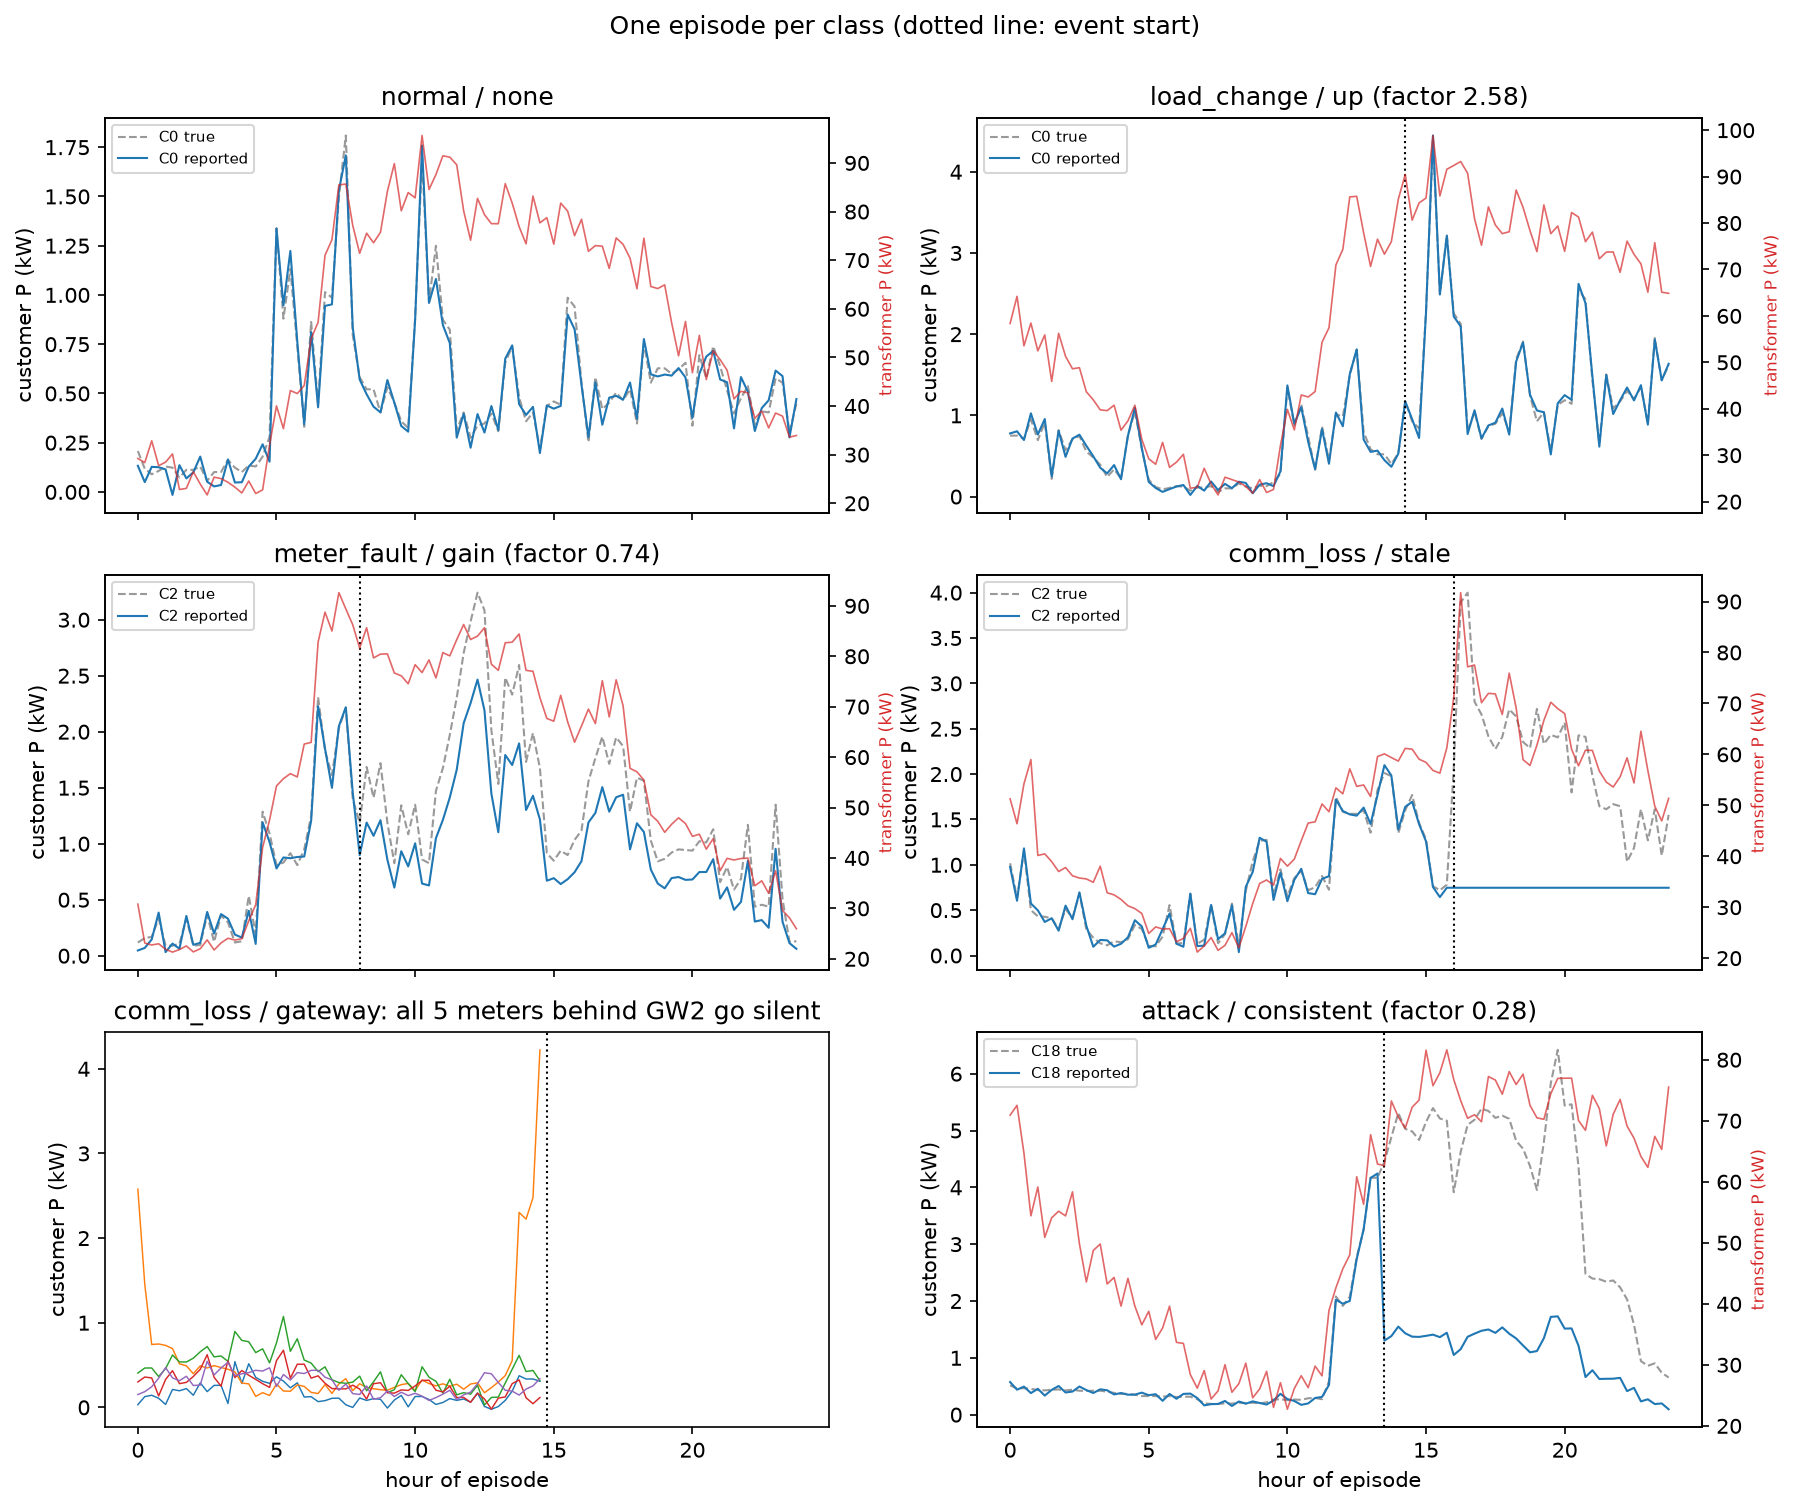 One episode per class (dotted line: event start)
normal / none
C0 true
C0 reported
customer P (kW)
1.75
1.50
1.25
1.00
0.75
0.50
0.25
0.00
90
80
70
60
50
40
30
20
transformer P (kW)
load_change / up (factor 2.58)
C0 true
C0 reported
customer P (kW)
4
3
2
1
0
100
90
80
70
60
50
40
30
20
transformer P (kW)
meter_fault / gain (factor 0.74)
C2 true
C2 reported
customer P (kW)
3.0
2.5
2.0
1.5
1.0
0.5
0.0
90
80
70
60
50
40
30
20
transformer P (kW)
comm_loss / stale
C2 true
C2 reported
customer P (kW)
4.0
3.5
3.0
2.5
2.0
1.5
1.0
0.5
0.0
90
80
70
60
50
40
30
20
transformer P (kW)
comm_loss / gateway: all 5 meters behind GW2 go silent
customer P (kW)
4
3
2
1
0
0 5 10 15 20
hour of episode
attack / consistent (factor 0.28)
C18 true
C18 reported
customer P (kW)
6
5
4
3
2
1
0
80
70
60
50
40
30
20
transformer P (kW)
0 5 10 15 20
hour of episode